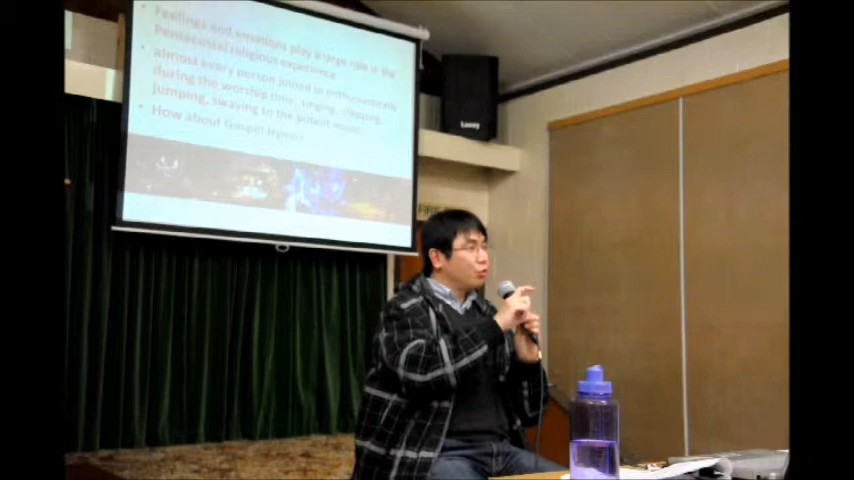 Feelings and emotions play a large role in the
Pentecostal religious experience
almost every person joined in enthusiastically
during the worship time, singing, clapping,
jumping, swaying to the potent music
How about Gospel Hymn?
Laney